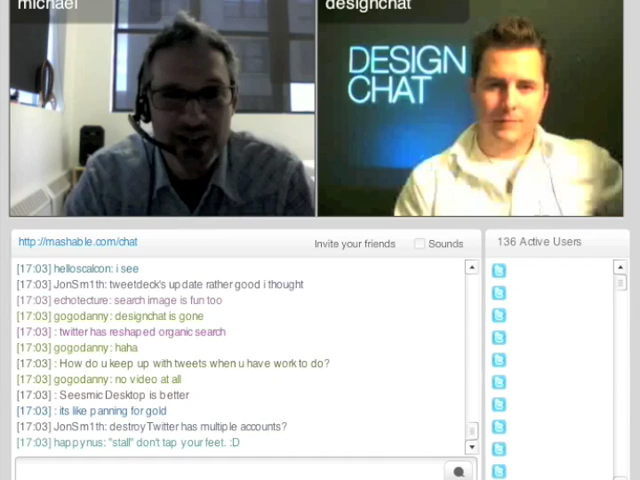 michael
designchat
DESIGN
CHAT
http://mashable.com/chat
Invite your friends
Sounds
136 Active Users
[17:03] helloscalcon: i see
[17:03] JonSm1th: tweetdeck's update rather good i thought
[17:03] echotecture: search image is fun too
[17:03] gogodanny: designchat is gone
[17:03] : twitter has reshaped organic search
[17:03] gogodanny: haha
[17:03] : How do u keep up with tweets when u have work to do?
[17:03] gogodanny: no video at all
[17:03] : Seesmic Desktop is better
[17:03] : its like panning for gold
[17:03] JonSm1th: destroyTwitter has multiple accounts?
[17:03] happynus: "stall" don't tap your feet. :D